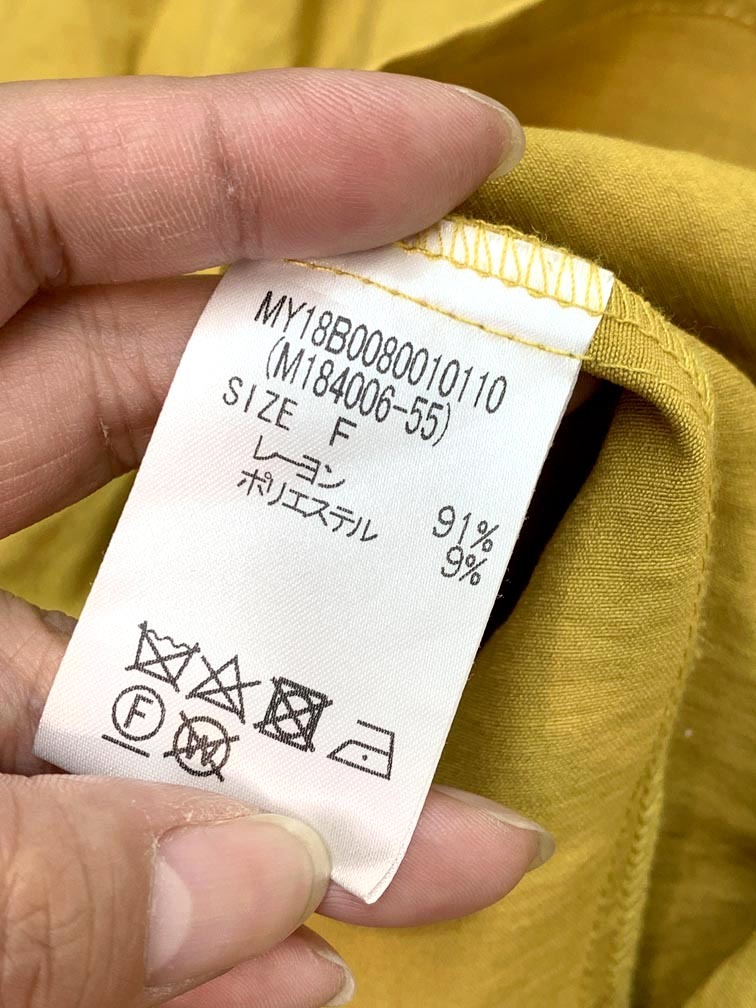 MY18B0080010110
(M184006-55)
SIZE F
レーヨン 91%
ポリエステル 9%
F
W